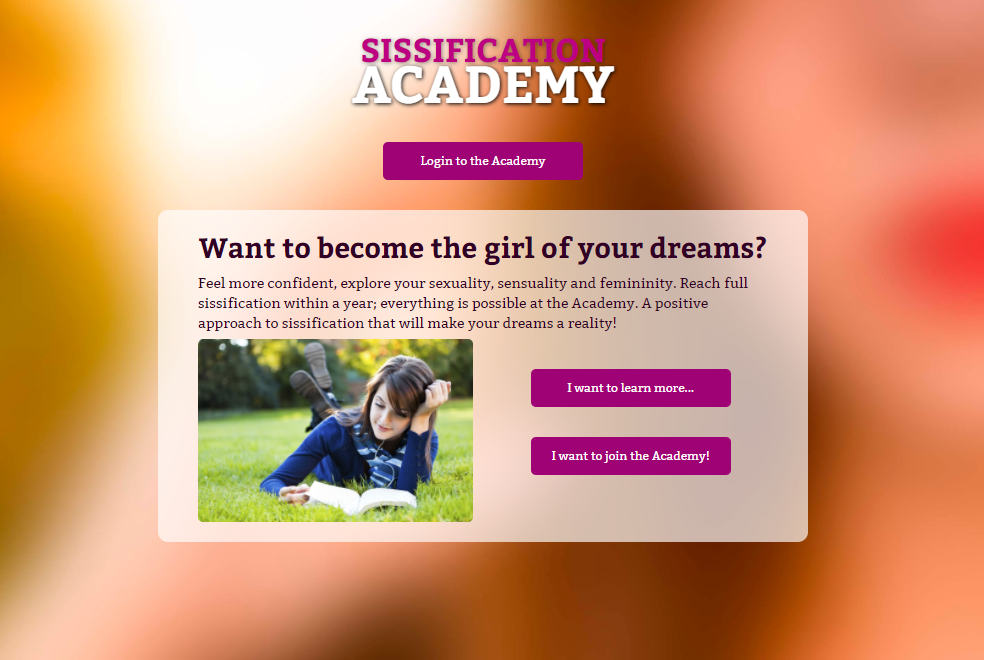 SISSIFICATION
ACADEMY
Login to the Academy
Want to become the girl of your dreams?
Feel more confident, explore your sexuality, sensuality and femininity. Reach full
sissification within a year; everything is possible at the Academy. A positive
approach to sissification that will make your dreams a reality!
I want to learn more...
I want to join the Academy!